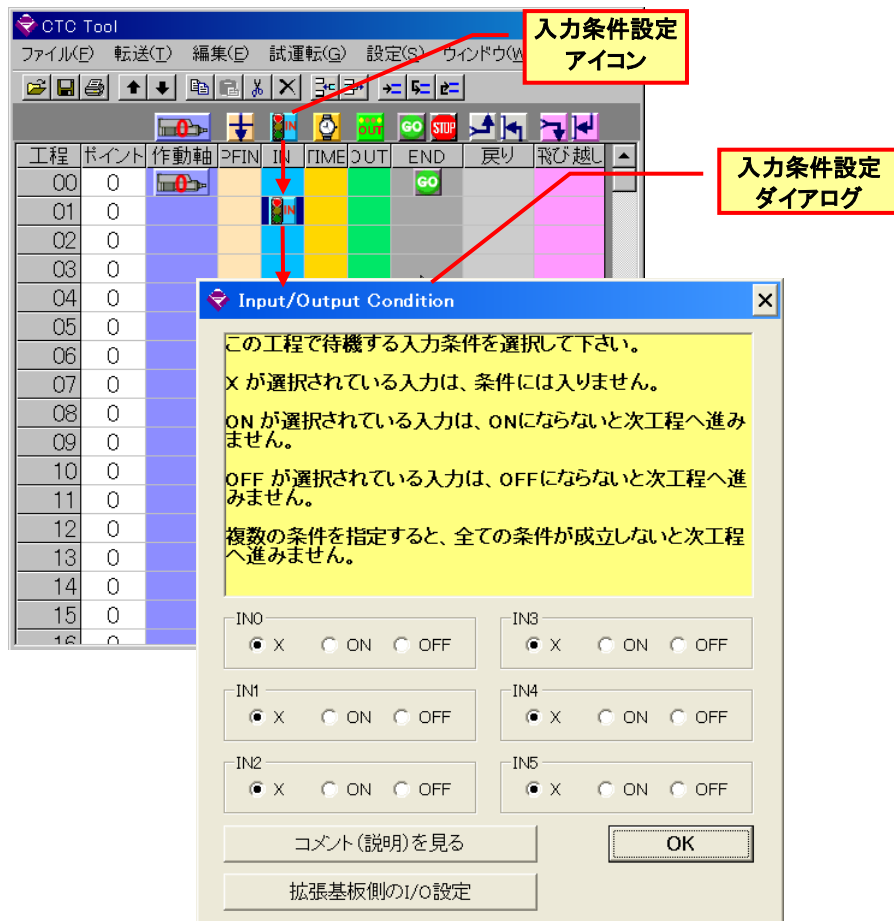 CTC Tool
ファイル(F) 転送(T) 編集(E) 試運転(G) 設定(S) ウィンドウ(W
入力条件設定
アイコン
IN OUT GO STOP
工程 ポイント 作動軸 PFIN IN TIME OUT END 戻り 飛び越し
00 0 GO
01 0 IN
02 0
03 0
04 0
05 0
06 0
07 0
08 0
09 0
10 0
11 0
12 0
13 0
14 0
15 0
16 0
入力条件設定
ダイアログ
Input/Output Condition
この工程で待機する入力条件を選択して下さい。
X が選択されている入力は、条件には入りません。
ON が選択されている入力は、ONにならないと次工程へ進み
ません。
OFF が選択されている入力は、OFFにならないと次工程へ進
みません。
複数の条件を指定すると、全ての条件が成立しないと次工程
へ進みません。
IN0 IN3
X ON OFF X ON OFF
IN1 IN4
X ON OFF X ON OFF
IN2 IN5
X ON OFF X ON OFF
コメント(説明)を見る OK
拡張基板側のI/O設定